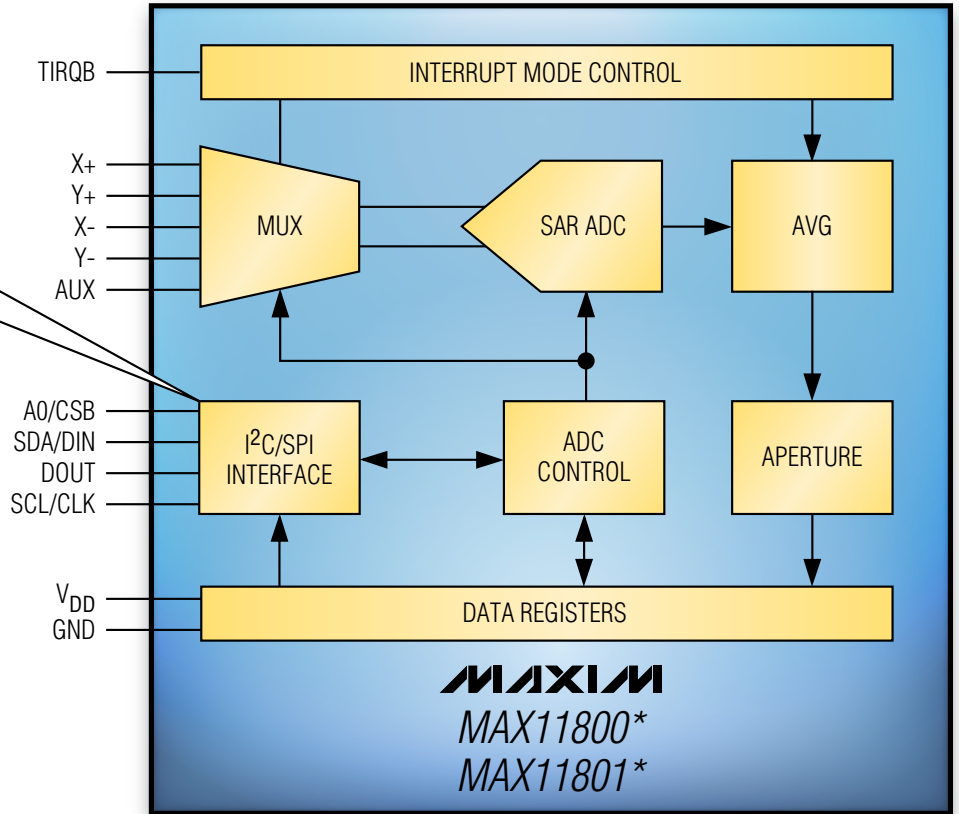 TIRQB
INTERRUPT MODE CONTROL
X+
Y+
X-
Y-
AUX
MUX
SAR ADC
AVG
A0/CSB
SDA/DIN
DOUT
SCL/CLK
I²C/SPI
INTERFACE
ADC
CONTROL
APERTURE
VDD
GND
DATA REGISTERS
MAXIM
MAX11800*
MAX11801*